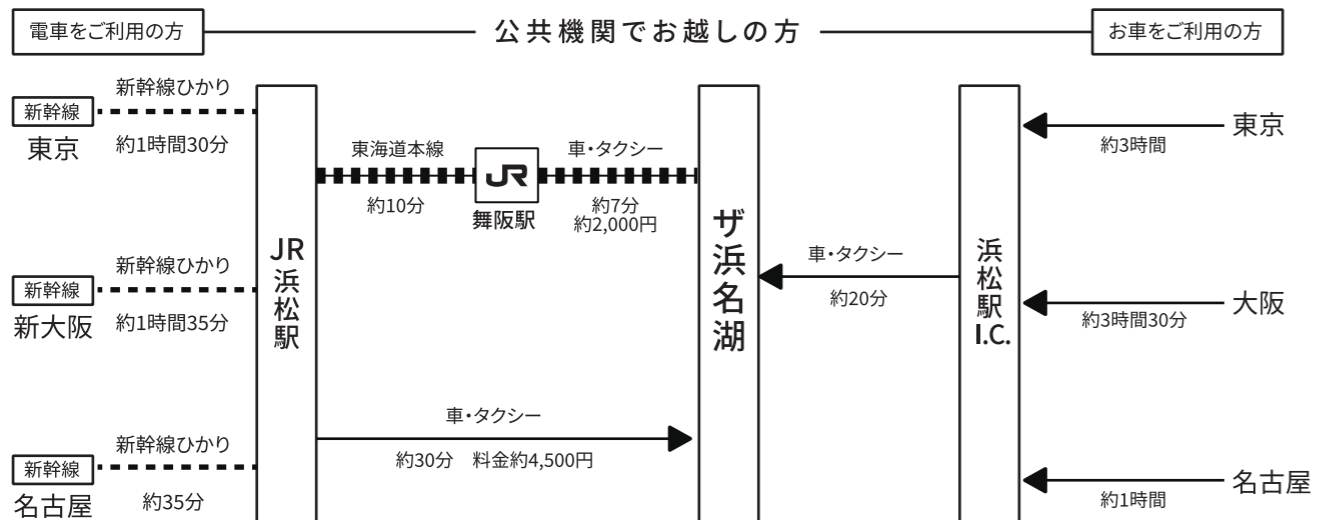 電車をご利用の方
公共機関でお越しの方
お車をご利用の方
新幹線ひかり
新幹線
東京
約1時間30分
新幹線ひかり
新幹線
新大阪
約1時間35分
新幹線ひかり
新幹線
名古屋
約35分
JR浜松駅
東海道本線
約10分
JR
舞阪駅
車・タクシー
約7分
約2,000円
車・タクシー
約30分 料金約4,500円
ザ浜名湖
車・タクシー
約20分
浜松駅I.C.
東京
約3時間
大阪
約3時間30分
名古屋
約1時間